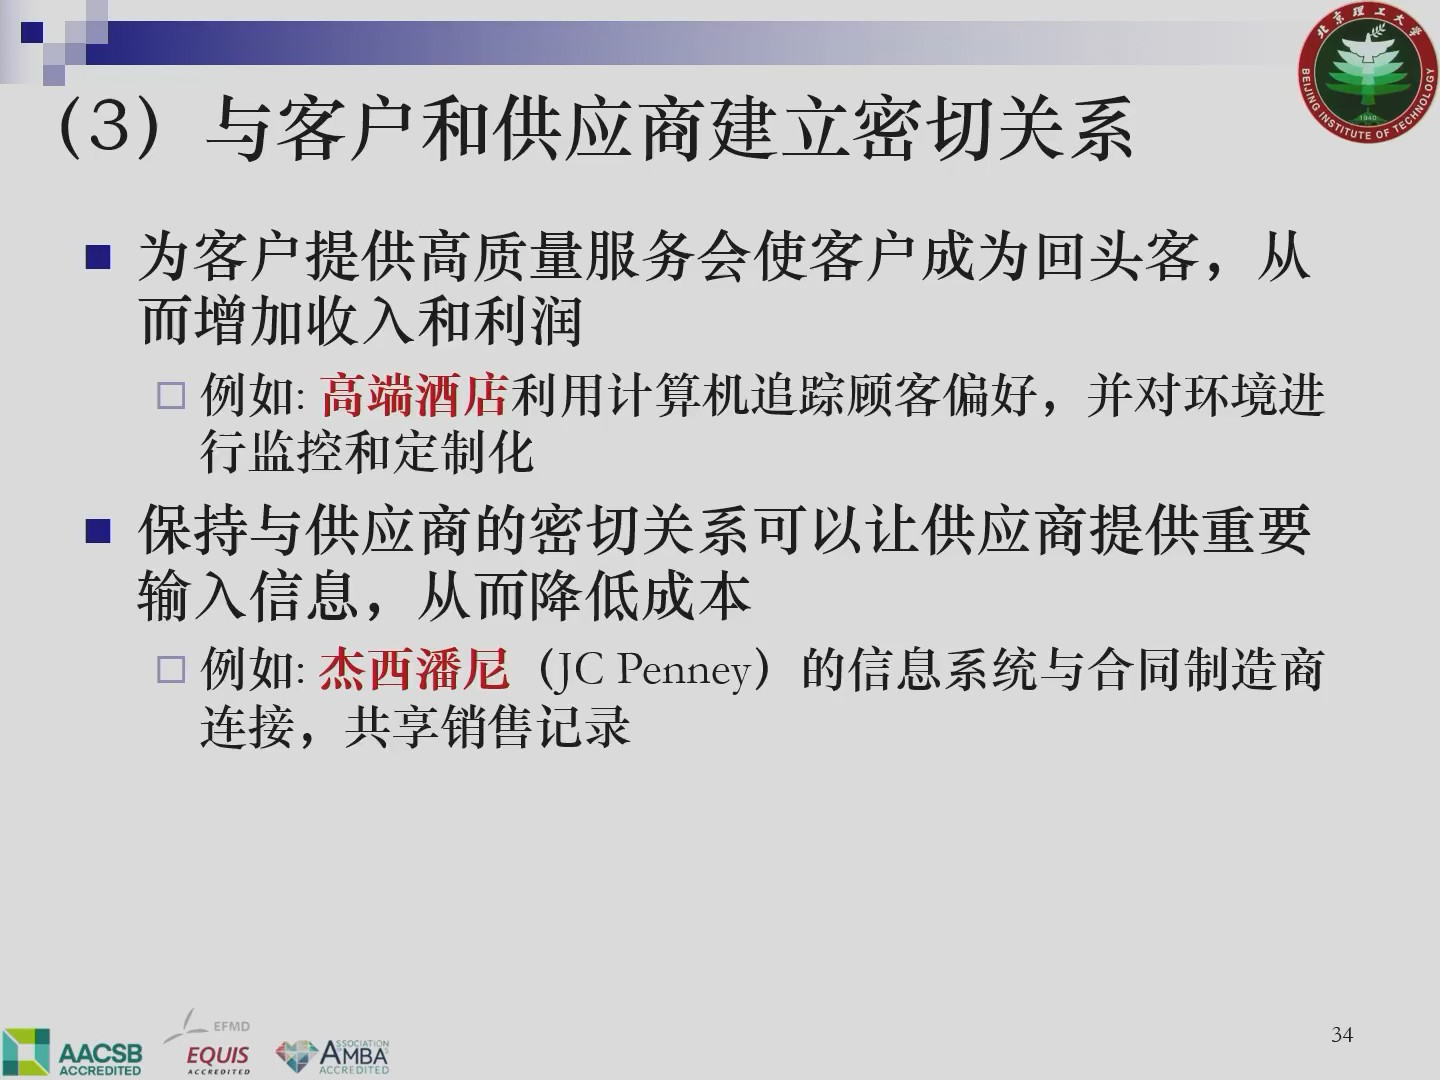 北京理工大学
BEIJING INSTITUTE OF TECHNOLOGY
1940
（3）与客户和供应商建立密切关系
为客户提供高质量服务会使客户成为回头客，从
而增加收入和利润
例如: 高端酒店利用计算机追踪顾客偏好，并对环境进
行监控和定制化
保持与供应商的密切关系可以让供应商提供重要
输入信息，从而降低成本
例如: 杰西潘尼（JC Penney）的信息系统与合同制造商
连接，共享销售记录
AACSB
ACCREDITED
EFMD
EQUIS
ACCREDITED
ASSOCIATION
AMBA
ACCREDITED
34